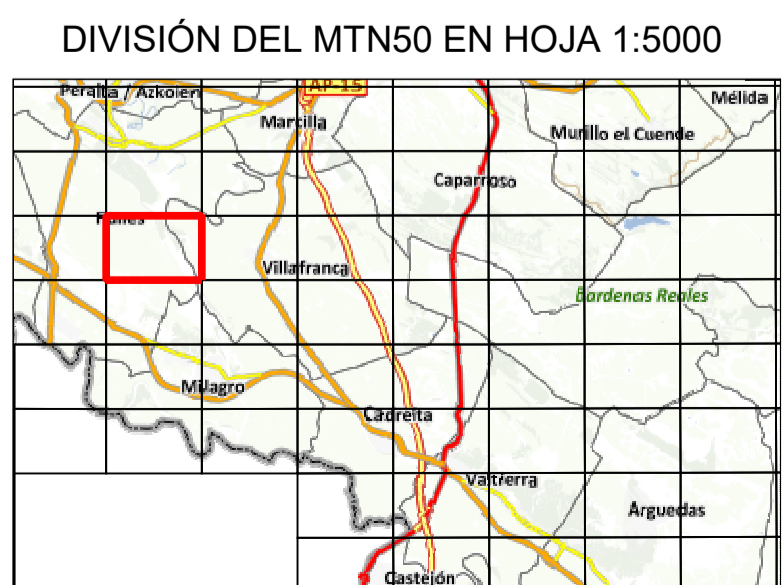 DIVISIÓN DEL MTN50 EN HOJA 1:5000
Peralta / Azkoien
AP-15
Mélida
Marcilla
Murillo el Cuende
Caparroso
Funes
Villafranca
Bardenas Reales
Milagro
Cadreita
Valtierra
Arguedas
Castejón